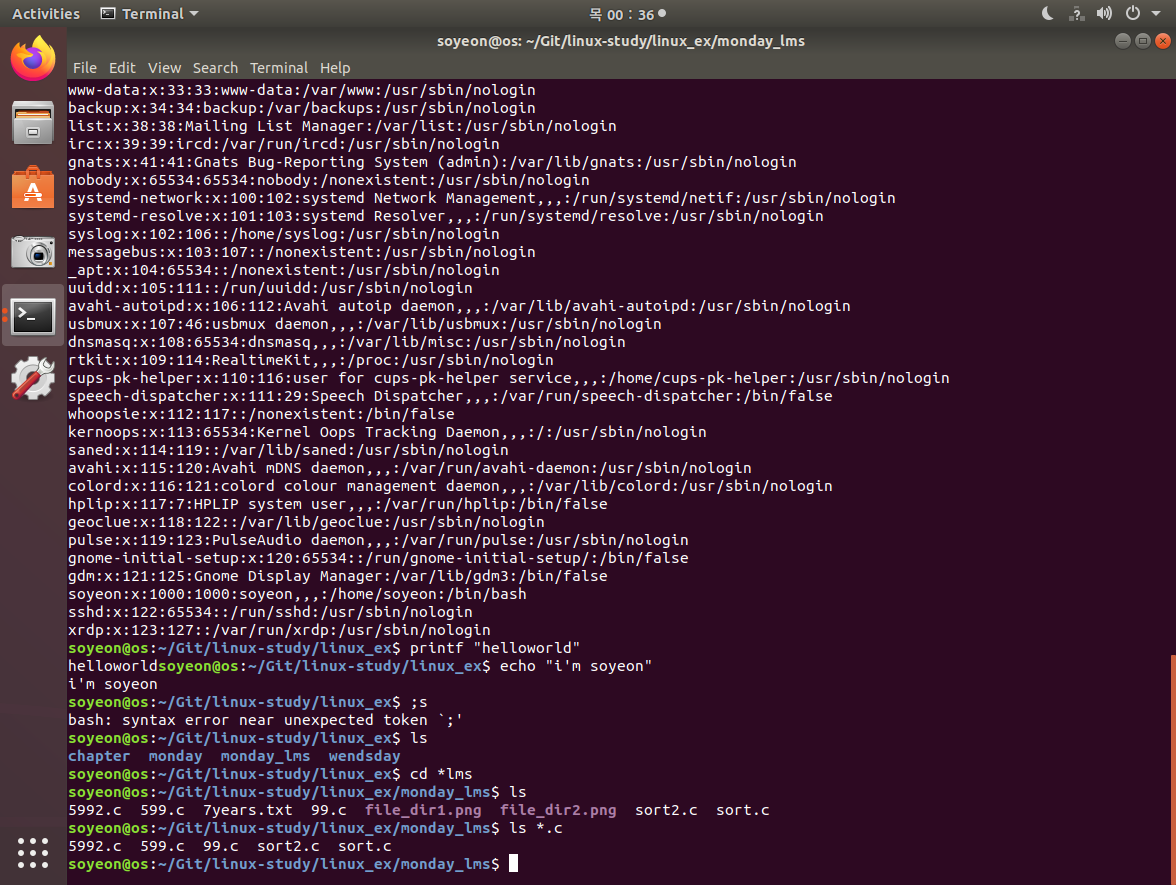 Activities Terminal 목 00 : 36
soyeon@os: ~/Git/linux-study/linux_ex/monday_lms
File Edit View Search Terminal Help
www-data:x:33:33:www-data:/var/www:/usr/sbin/nologin
backup:x:34:34:backup:/var/backups:/usr/sbin/nologin
list:x:38:38:Mailing List Manager:/var/list:/usr/sbin/nologin
irc:x:39:39:ircd:/var/run/ircd:/usr/sbin/nologin
gnats:x:41:41:Gnats Bug-Reporting System (admin):/var/lib/gnats:/usr/sbin/nologin
nobody:x:65534:65534:nobody:/nonexistent:/usr/sbin/nologin
systemd-network:x:100:102:systemd Network Management,,,:/run/systemd/netif:/usr/sbin/nologin
systemd-resolve:x:101:103:systemd Resolver,,,:/run/systemd/resolve:/usr/sbin/nologin
syslog:x:102:106::/home/syslog:/usr/sbin/nologin
messagebus:x:103:107::/nonexistent:/usr/sbin/nologin
_apt:x:104:65534::/nonexistent:/usr/sbin/nologin
uuidd:x:105:111::/run/uuidd:/usr/sbin/nologin
avahi-autoipd:x:106:112:Avahi autoip daemon,,,:/var/lib/avahi-autoipd:/usr/sbin/nologin
usbmux:x:107:46:usbmux daemon,,,:/var/lib/usbmux:/usr/sbin/nologin
dnsmasq:x:108:65534:dnsmasq,,,:/var/lib/misc:/usr/sbin/nologin
rtkit:x:109:114:RealtimeKit,,,:/proc:/usr/sbin/nologin
cups-pk-helper:x:110:116:user for cups-pk-helper service,,,:/home/cups-pk-helper:/usr/sbin/nologin
speech-dispatcher:x:111:29:Speech Dispatcher,,,:/var/run/speech-dispatcher:/bin/false
whoopsie:x:112:117::/nonexistent:/bin/false
kernoops:x:113:65534:Kernel Oops Tracking Daemon,,,:/:/usr/sbin/nologin
saned:x:114:119::/var/lib/saned:/usr/sbin/nologin
avahi:x:115:120:Avahi mDNS daemon,,,:/var/run/avahi-daemon:/usr/sbin/nologin
colord:x:116:121:colord colour management daemon,,,:/var/lib/colord:/usr/sbin/nologin
hplip:x:117:7:HPLIP system user,,,:/var/run/hplip:/bin/false
geoclue:x:118:122::/var/lib/geoclue:/usr/sbin/nologin
pulse:x:119:123:PulseAudio daemon,,,:/var/run/pulse:/usr/sbin/nologin
gnome-initial-setup:x:120:65534::/run/gnome-initial-setup/:/bin/false
gdm:x:121:125:Gnome Display Manager:/var/lib/gdm3:/bin/false
soyeon:x:1000:1000:soyeon,,,:/home/soyeon:/bin/bash
sshd:x:122:65534::/run/sshd:/usr/sbin/nologin
xrdp:x:123:127::/var/run/xrdp:/usr/sbin/nologin
soyeon@os:~/Git/linux-study/linux_ex$ printf "helloworld"
helloworldsoyeon@os:~/Git/linux-study/linux_ex$ echo "i'm soyeon"
i'm soyeon
soyeon@os:~/Git/linux-study/linux_ex$ ;s
bash: syntax error near unexpected token `;'
soyeon@os:~/Git/linux-study/linux_ex$ ls
chapter monday monday_lms wendsday
soyeon@os:~/Git/linux-study/linux_ex$ cd *lms
soyeon@os:~/Git/linux-study/linux_ex/monday_lms$ ls
5992.c 599.c 7years.txt 99.c file_dir1.png file_dir2.png sort2.c sort.c
soyeon@os:~/Git/linux-study/linux_ex/monday_lms$ ls *.c
5992.c 599.c 99.c sort2.c sort.c
soyeon@os:~/Git/linux-study/linux_ex/monday_lms$